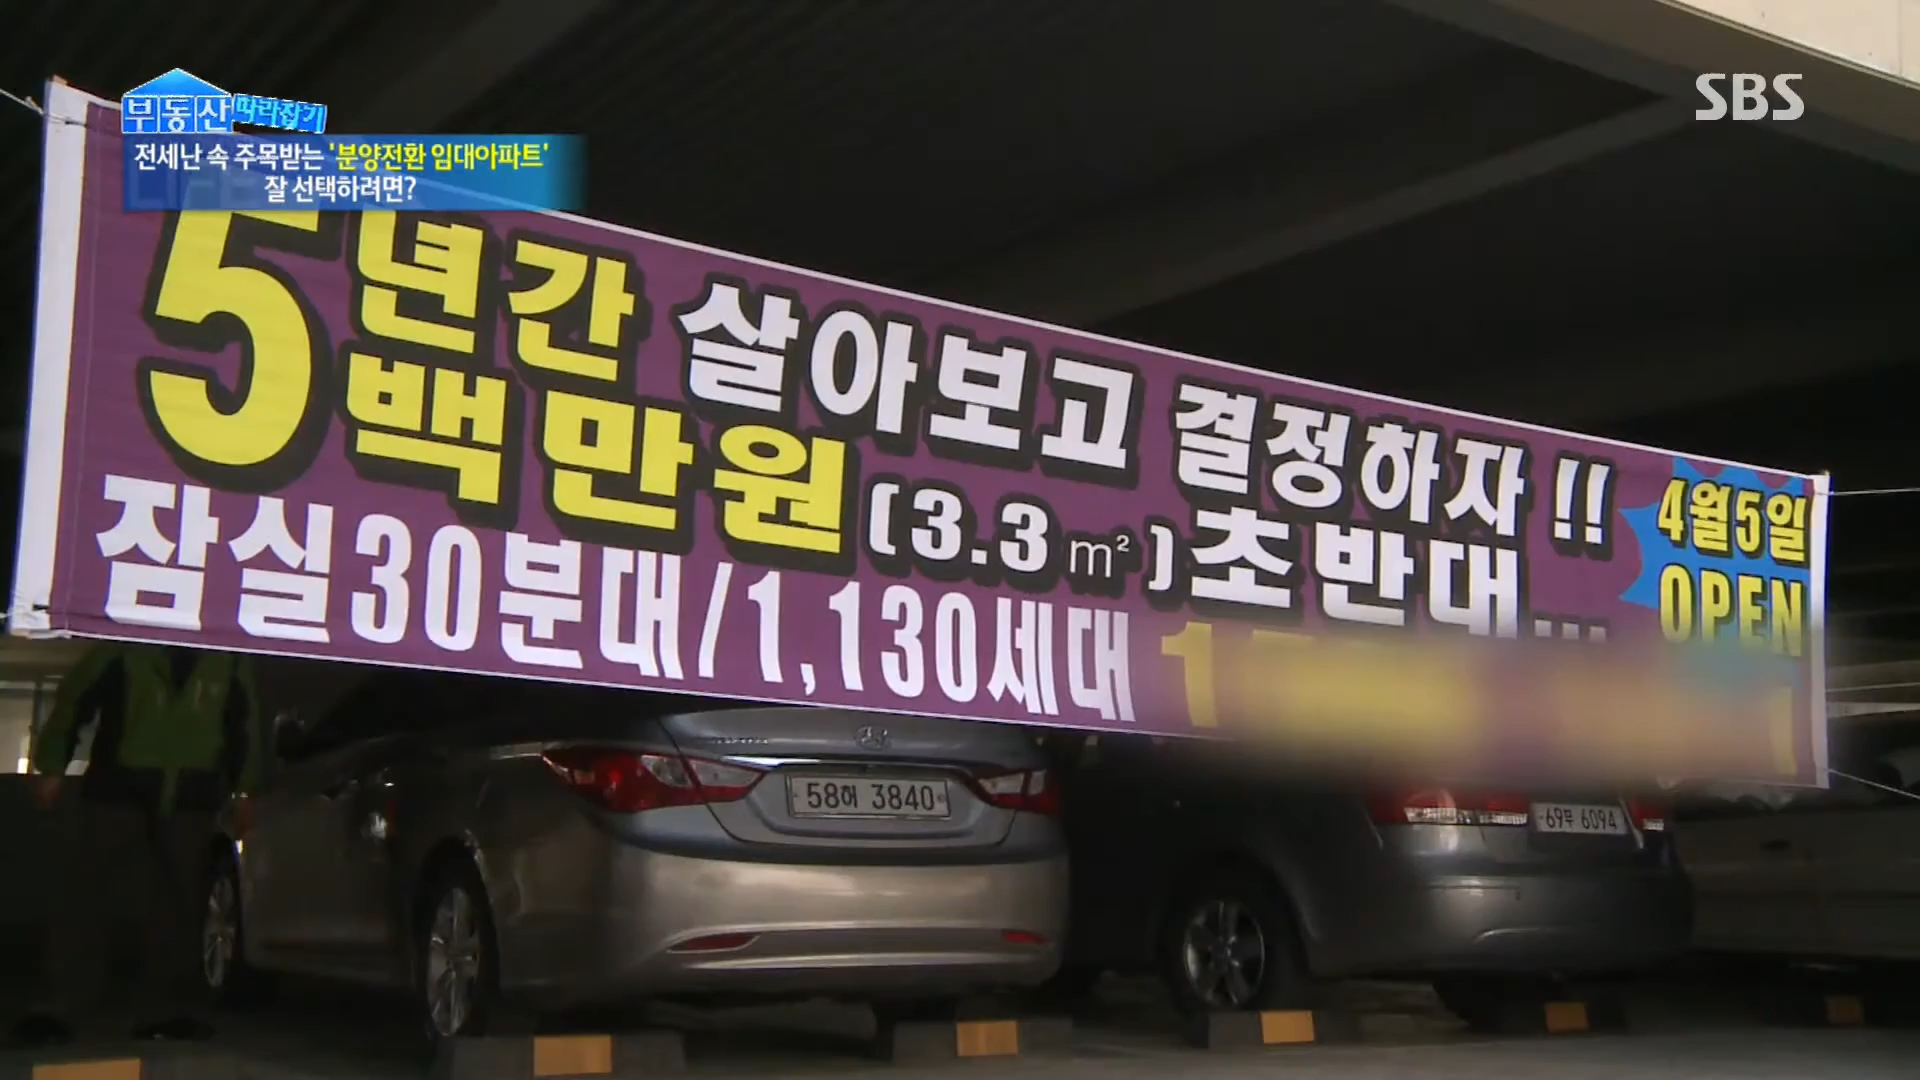 부동산 따라잡기
SBS
전세난 속 주목받는 '분양전환 임대아파트'
잘 선택하려면?
5년간 살아보고 결정하자 !!
5백만원 (3.3㎡) 초반대...
4월5일
OPEN
잠실30분대/1,130세대
58허 3840
69무 6094